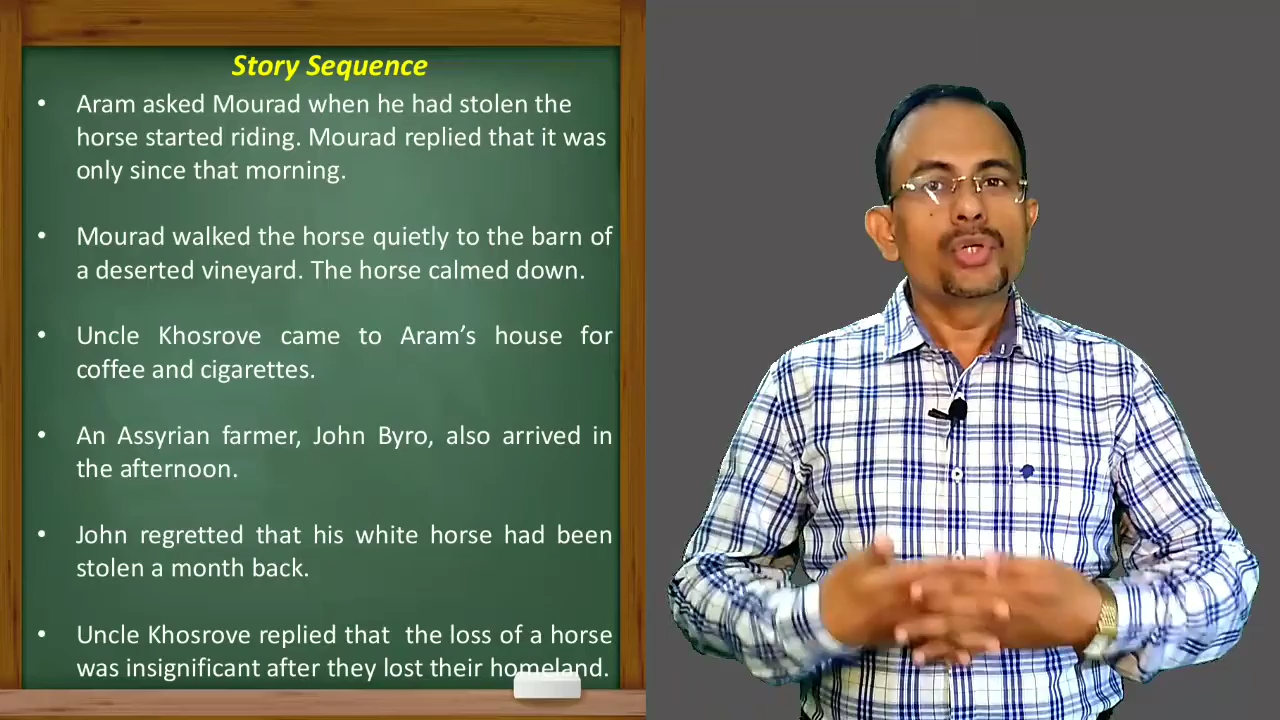 Story Sequence
• Aram asked Mourad when he had stolen the
horse started riding. Mourad replied that it was
only since that morning.
• Mourad walked the horse quietly to the barn of
a deserted vineyard. The horse calmed down.
• Uncle Khosrove came to Aram’s house for
coffee and cigarettes.
• An Assyrian farmer, John Byro, also arrived in
the afternoon.
• John regretted that his white horse had been
stolen a month back.
• Uncle Khosrove replied that the loss of a horse
was insignificant after they lost their homeland.